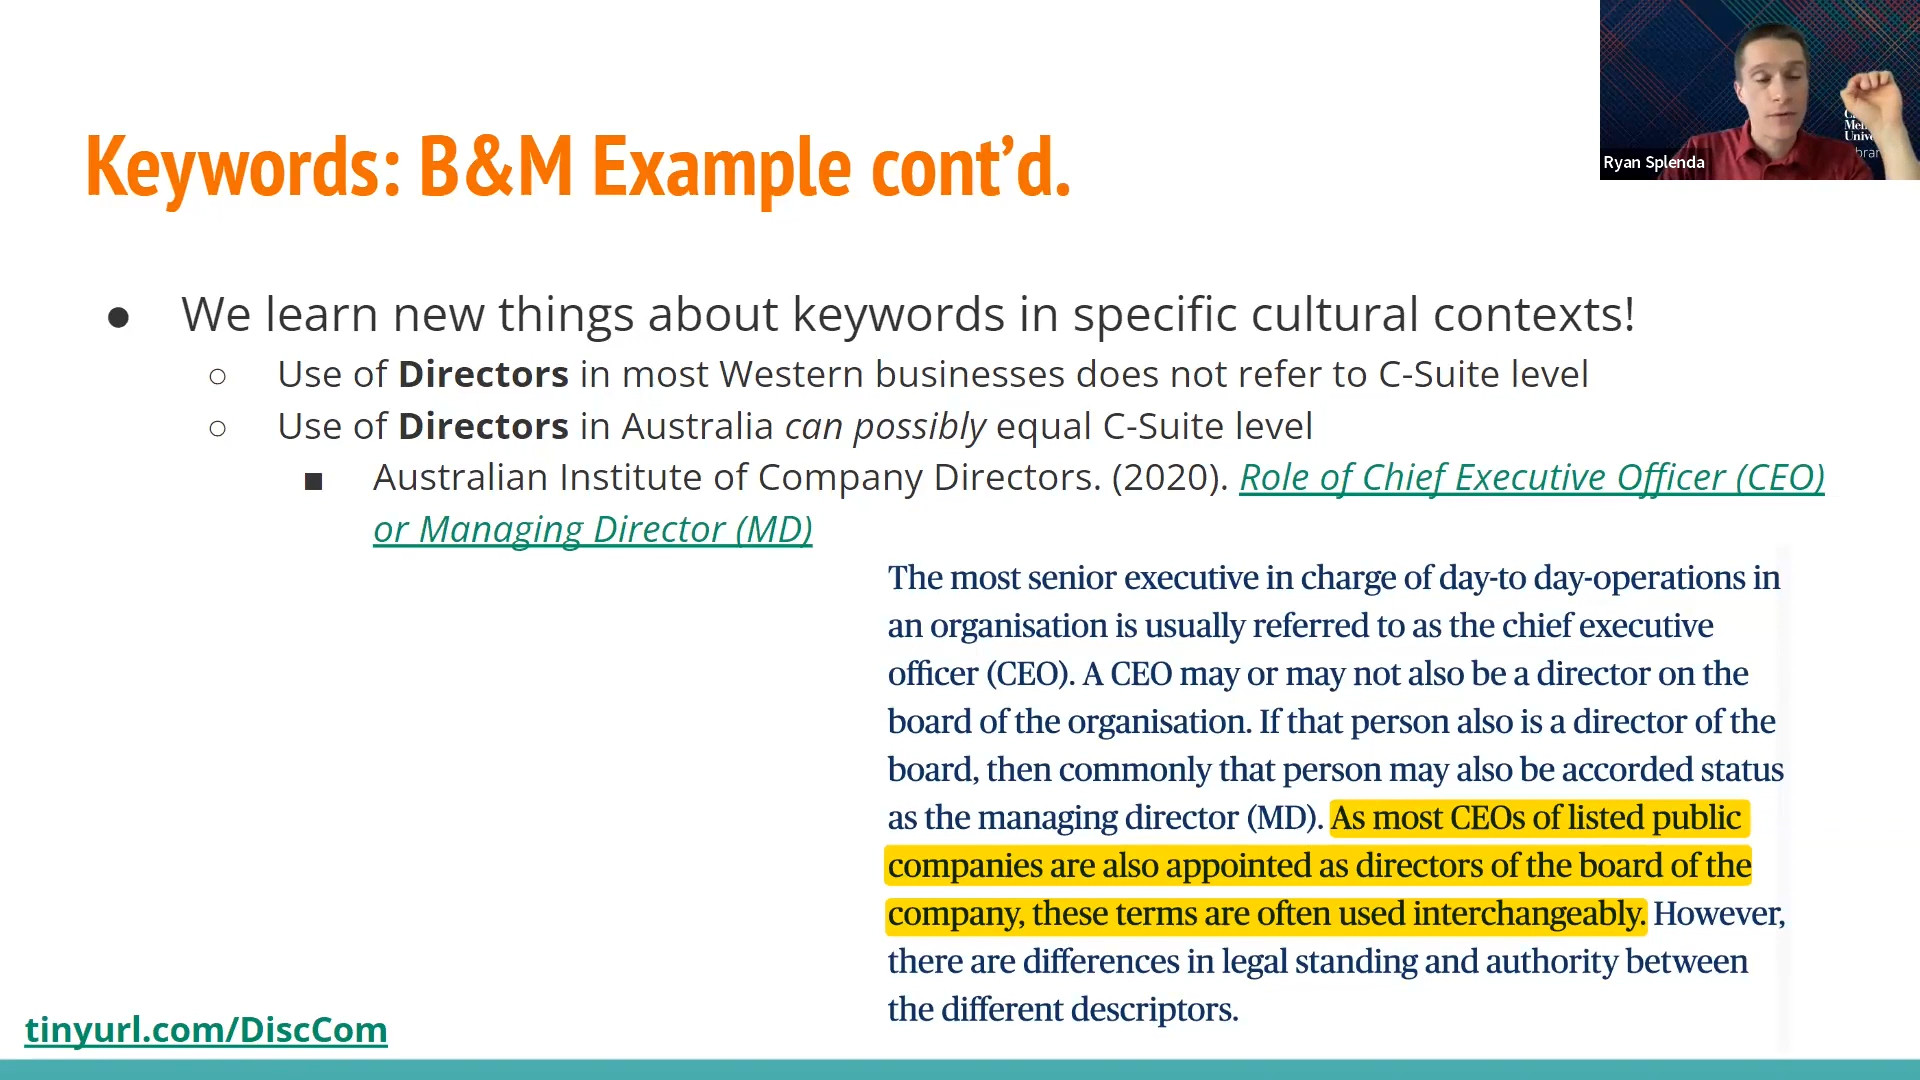 Keywords: B&M Example cont’d.
● We learn new things about keywords in specific cultural contexts!
○ Use of Directors in most Western businesses does not refer to C-Suite level
○ Use of Directors in Australia can possibly equal C-Suite level
■ Australian Institute of Company Directors. (2020). Role of Chief Executive Officer (CEO)
or Managing Director (MD)
The most senior executive in charge of day-to day-operations in
an organisation is usually referred to as the chief executive
officer (CEO). A CEO may or may not also be a director on the
board of the organisation. If that person also is a director of the
board, then commonly that person may also be accorded status
as the managing director (MD). As most CEOs of listed public
companies are also appointed as directors of the board of the
company, these terms are often used interchangeably. However,
there are differences in legal standing and authority between
the different descriptors.
tinyurl.com/DiscCom
Ryan Splenda